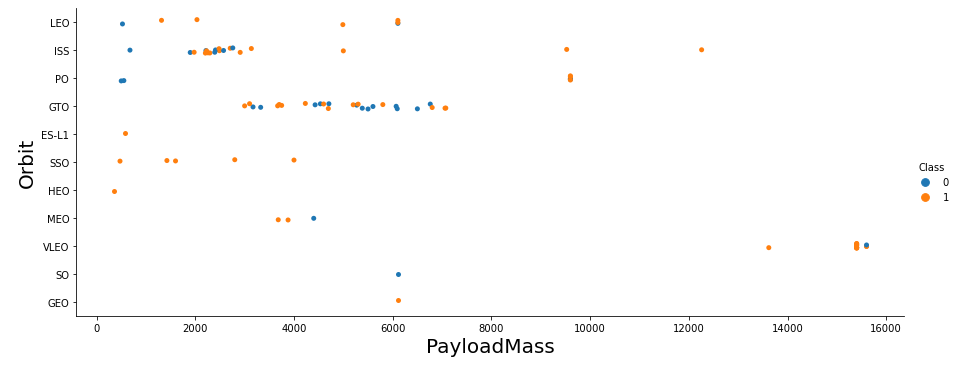 LEO
ISS
PO
GTO
ES-L1
SSO
HEO
MEO
VLEO
SO
GEO
Orbit
0 2000 4000 6000 8000 10000 12000 14000 16000
PayloadMass
Class
0
1